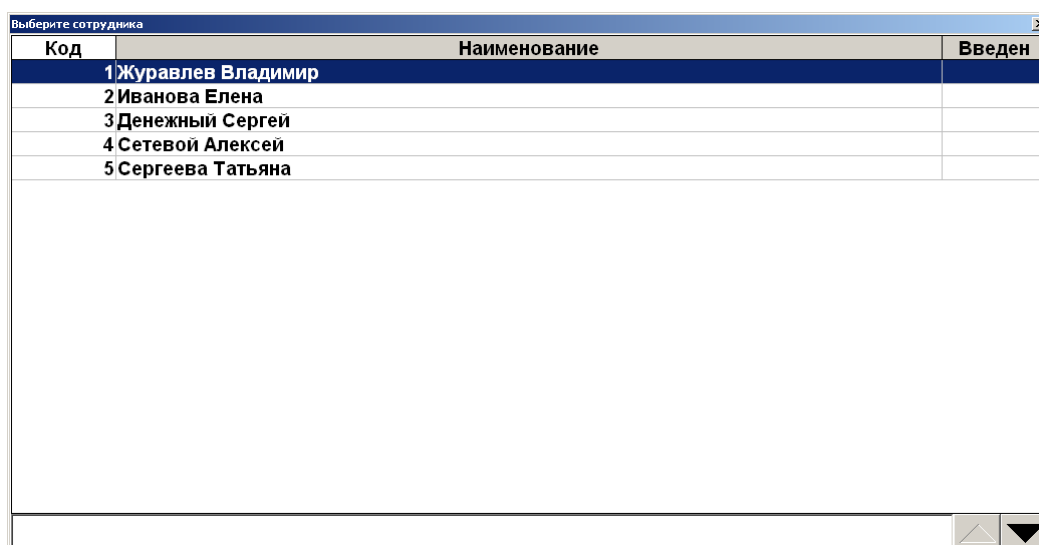 Выберите сотрудника
Код Наименование Введен
1 Журавлев Владимир
2 Иванова Елена
3 Денежный Сергей
4 Сетевой Алексей
5 Сергеева Татьяна